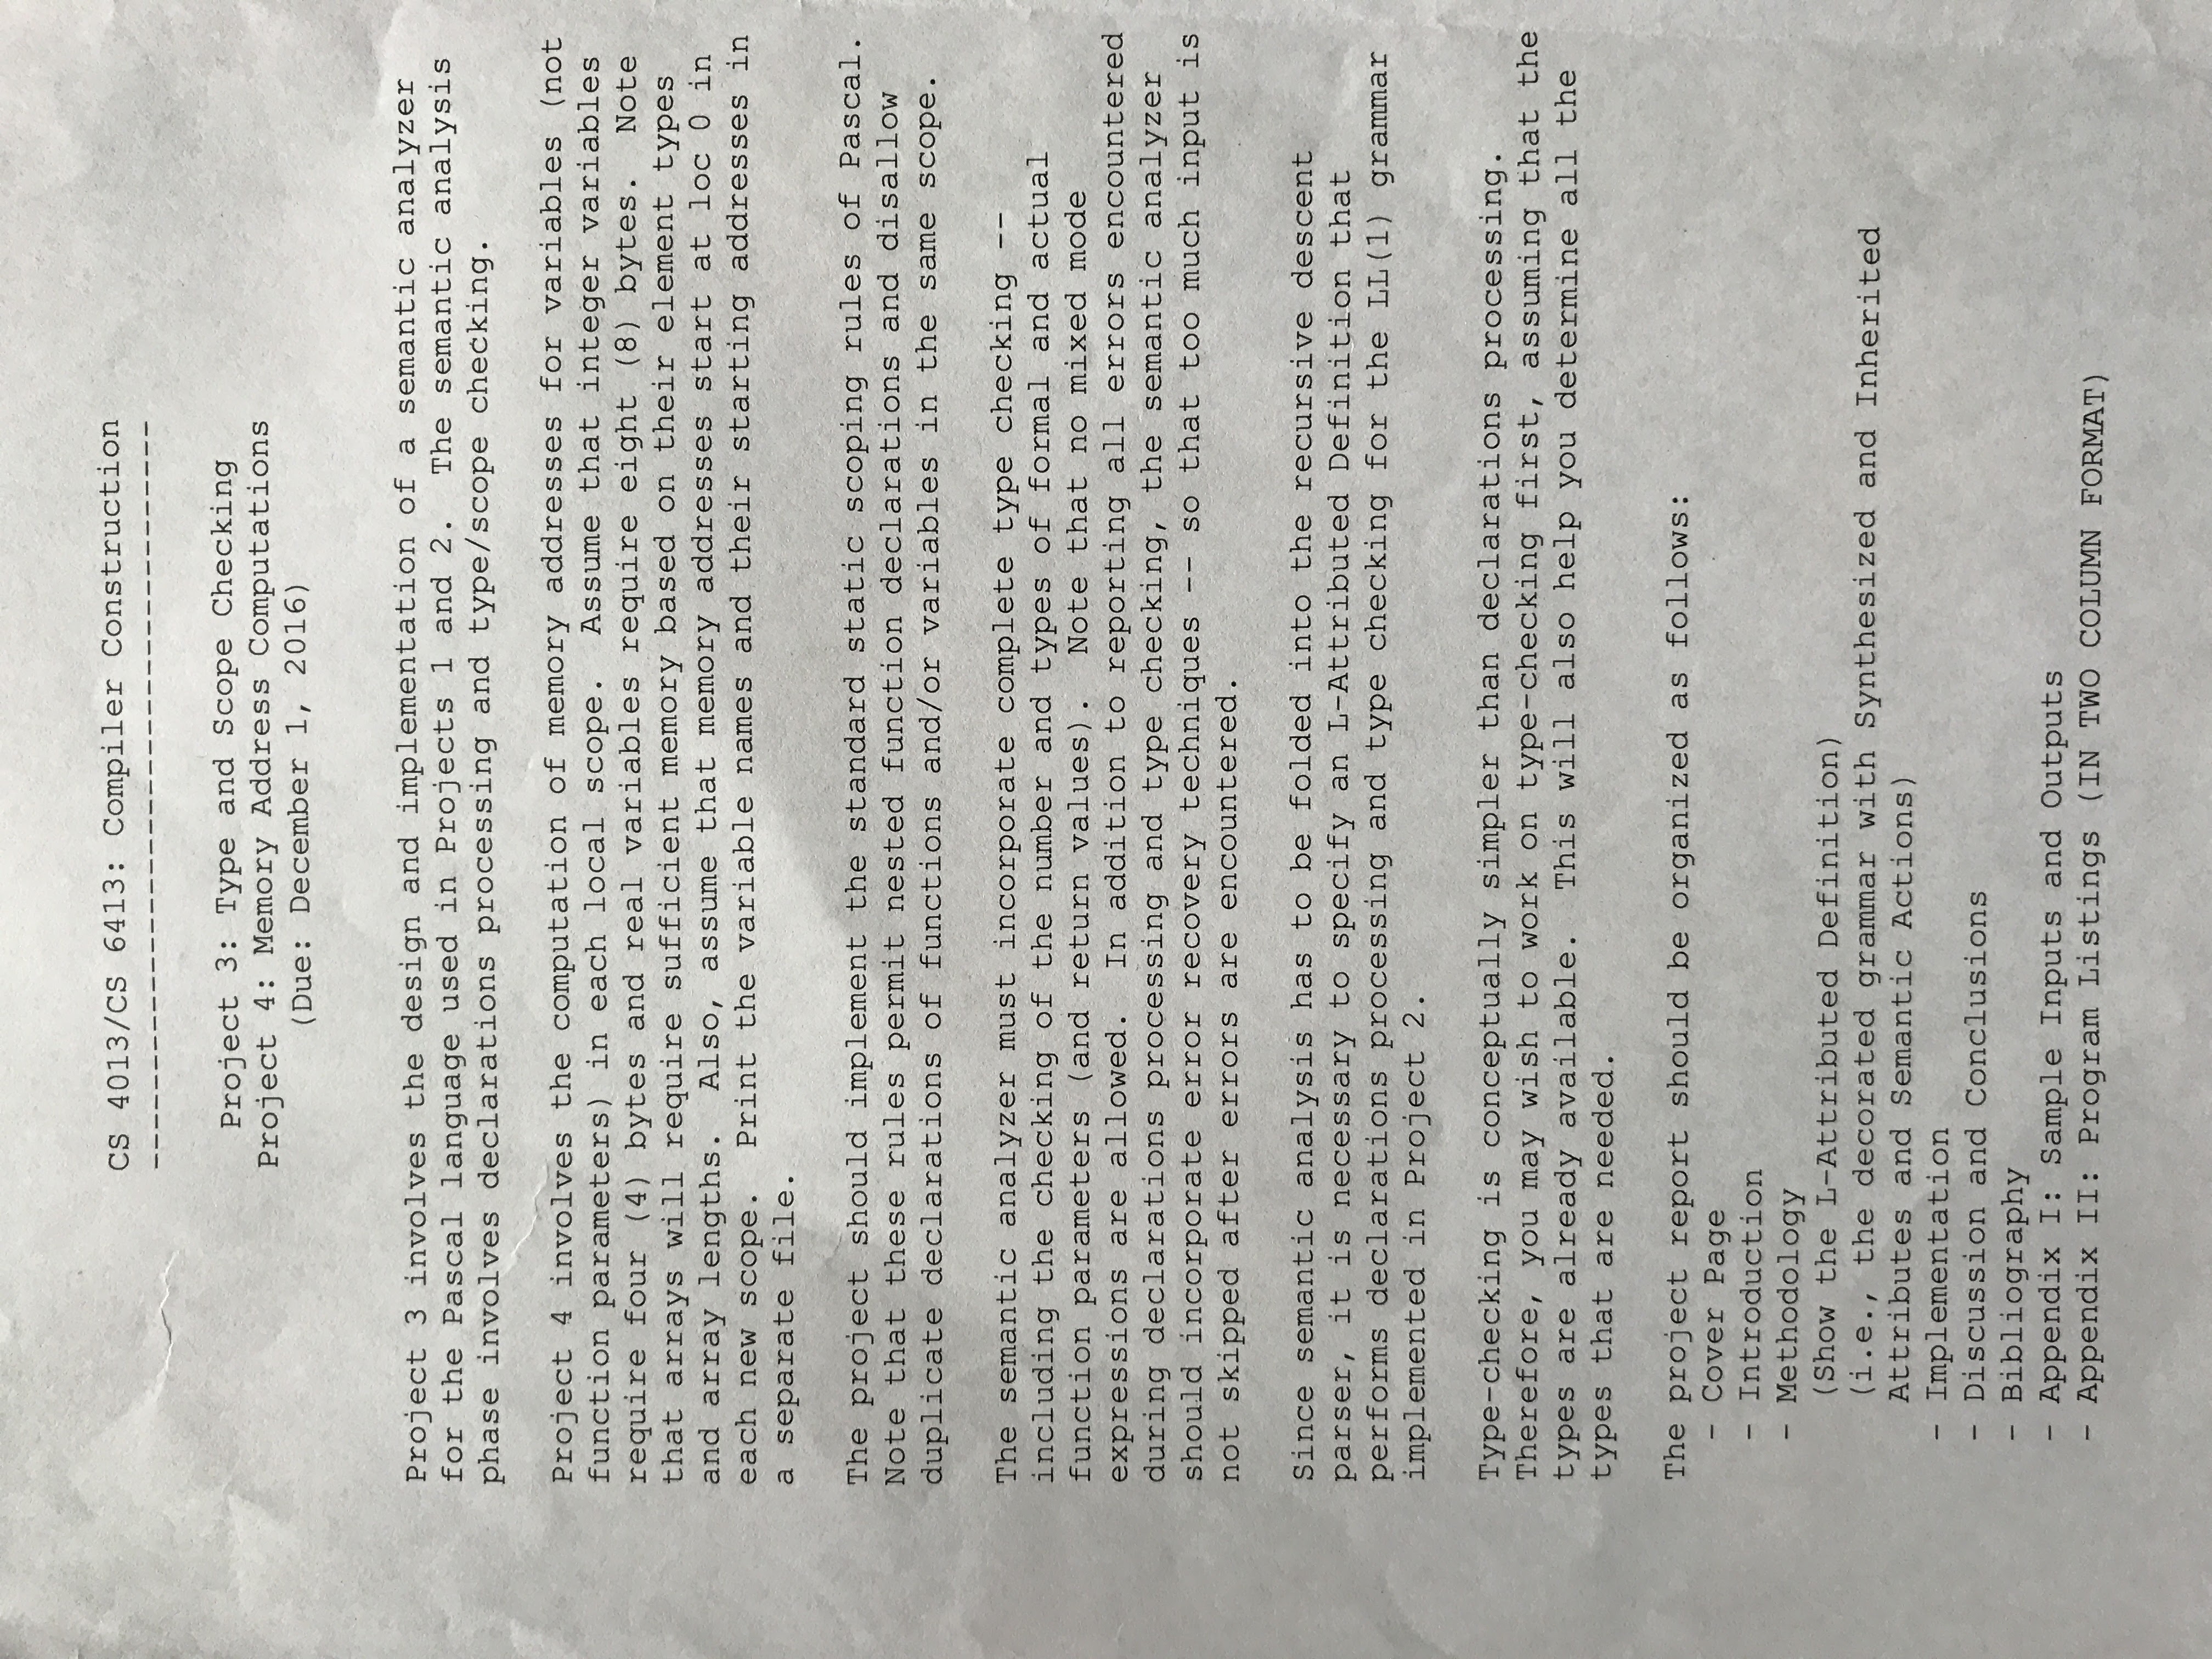 CS 4013/CS 6413: Compiler Construction
--------------------------------------
Project 3: Type and Scope Checking
Project 4: Memory Address Computations
(Due: December 1, 2016)
Project 3 involves the design and implementation of a semantic analyzer
for the Pascal language used in Projects 1 and 2.  The semantic analysis
phase involves declarations processing and type/scope checking.
Project 4 involves the computation of memory addresses for variables (not
function parameters) in each local scope.  Assume that integer variables
require four (4) bytes and real variables require eight (8) bytes.  Note
that arrays will require sufficient memory based on their element types
and array lengths.  Also, assume that memory addresses start at loc 0 in
each new scope.  Print the variable names and their starting addresses in
a separate file.
The project should implement the standard static scoping rules of Pascal.
Note that these rules permit nested function declarations and disallow
duplicate declarations of functions and/or variables in the same scope.
The semantic analyzer must incorporate complete type checking --
including the checking of the number and types of formal and actual
function parameters (and return values).  Note that no mixed mode
expressions are allowed.  In addition to reporting all errors encountered
during declarations processing and type checking, the semantic analyzer
should incorporate error recovery techniques -- so that too much input is
not skipped after errors are encountered.
Since semantic analysis has to be folded into the recursive descent
parser, it is necessary to specify an L-Attributed Definition that
performs declarations processing and type checking for the LL(1) grammar
implemented in Project 2.
Type-checking is conceptually simpler than declarations processing.
Therefore, you may wish to work on type-checking first, assuming that the
types are already available.  This will also help you determine all the
types that are needed.
The project report should be organized as follows:
- Cover Page
- Introduction
- Methodology
(Show the L-Attributed Definition)
(i.e., the decorated grammar with Synthesized and Inherited
Attributes and Semantic Actions)
- Implementation
- Discussion and Conclusions
- Bibliography
- Appendix I: Sample Inputs and Outputs
- Appendix II: Program Listings (IN TWO COLUMN FORMAT)